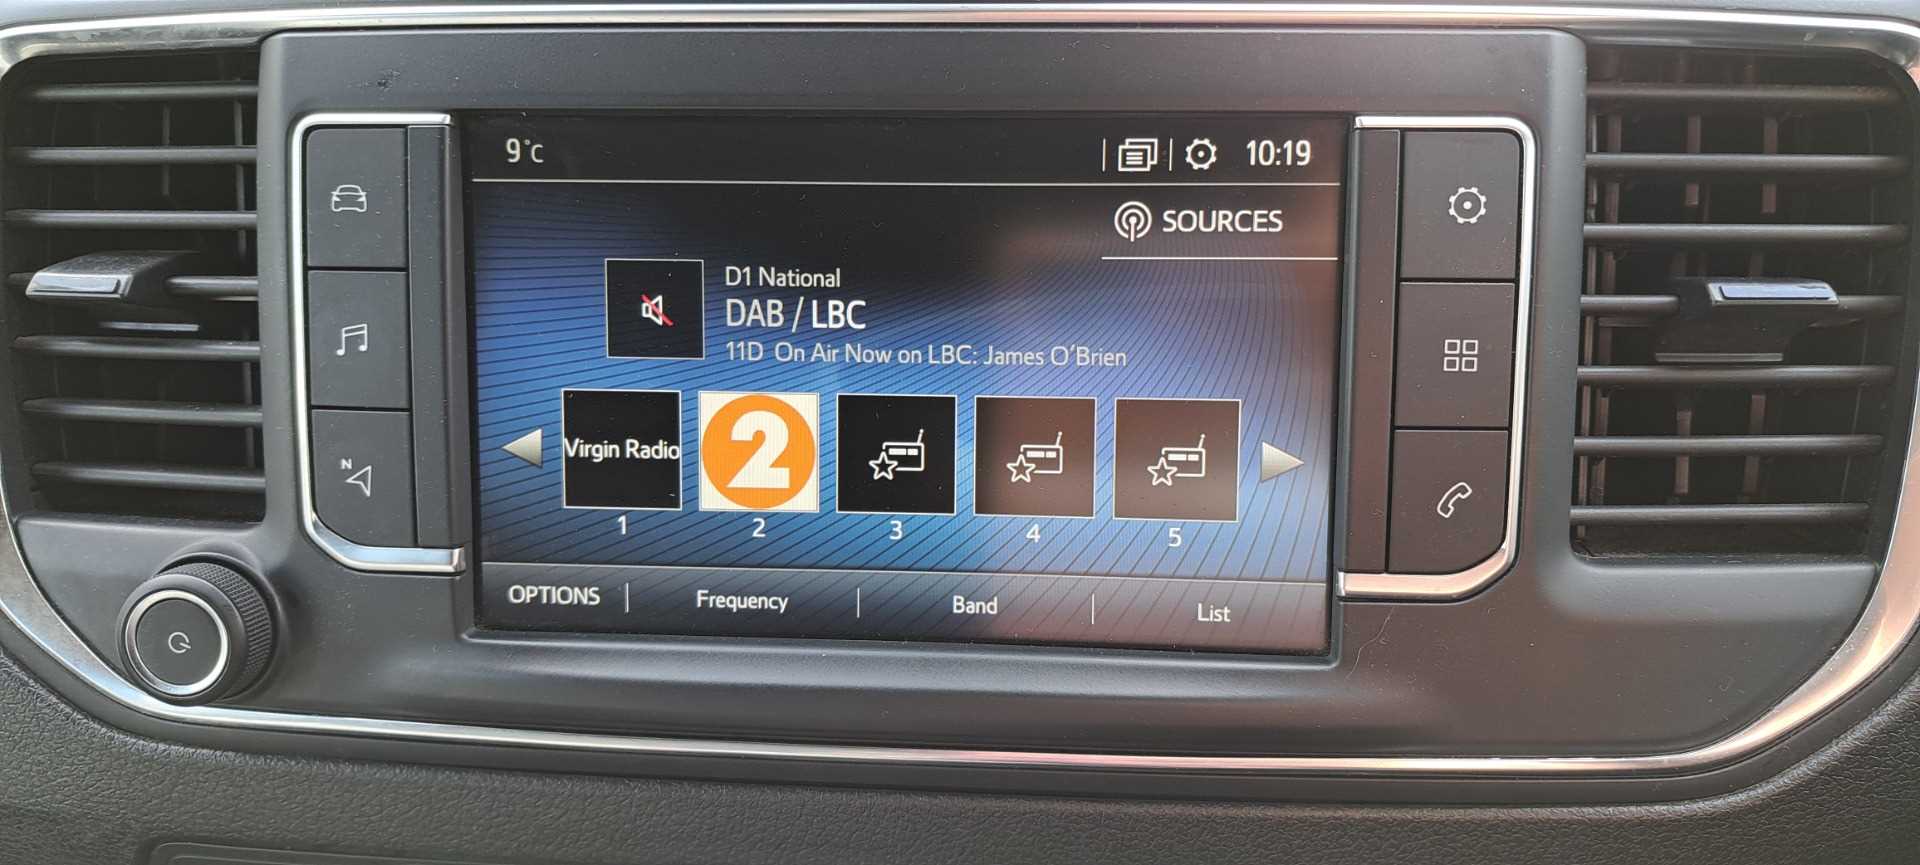 9°C
10:19
SOURCES
D1 National
DAB / LBC
11D On Air Now on LBC: James O'Brien
Virgin Radio
2
1
2
3
4
5
OPTIONS
Frequency
Band
List
N